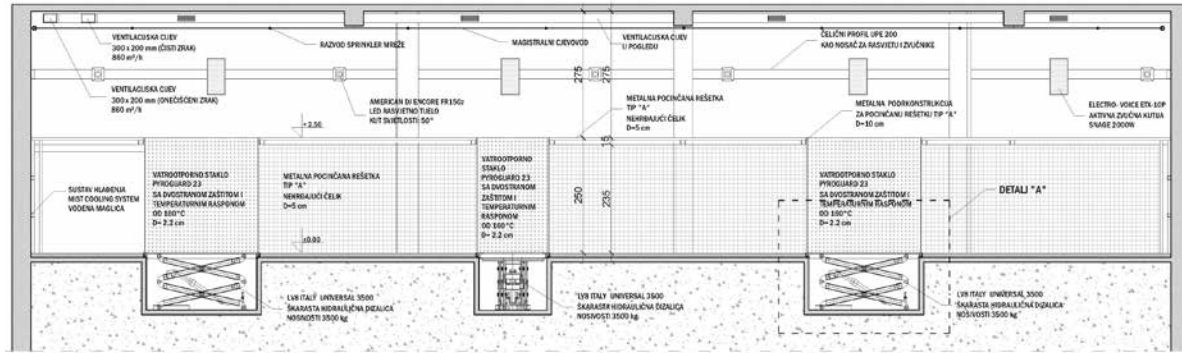 VENTILACIJSKA CIJEV
300 x 200 mm (ČISTI ZRAK)
860 m³/h
RAZVOD SPRINKLER MREŽE
MAGISTRALNI CJEVOVOD
VENTILACIJSKA CIJEV
U POGLEDU
ČELIČNI PROFIL UPE 200
KAO NOSAČ ZA RASVJETU I ZVUČNIKE
275
275
VENTILACIJSKA CIJEV
300 x 200 mm (ONEČIŠĆENI ZRAK)
860 m³/h
AMERICAN DJ ENCORE FR150z
LED RASVJETNO TIJELO
KUT SVJETLOSTI: 50°
METALNA POCINČANA REŠETKA
TIP "A"
NEHRĐAJUĆI ČELIK
D=5 cm
METALNA PODKONSTRUKCIJA
ZA POCINČANU REŠETKU TIP "A"
D=10 cm
ELECTRO- VOICE ETX-10P
AKTIVNA ZVUČNA KUTIJA
SNAGE 2000W
+2.50
15
SUSTAV HLAĐENJA
MIST COOLING SYSTEM
VODENA MAGLICA
VATROOTPORNO STAKLO
PYROGUARD 23
SA DVOSTRANOM ZAŠTITOM I
TEMPERATURNIM RASPONOM
OD 160°C
D= 2.2 cm
METALNA POCINČANA REŠETKA
TIP "A"
NEHRĐAJUĆI ČELIK
D=5 cm
VATROOTPORNO
STAKLO
PYROGUARD 23
SA DVOSTRANOM
ZAŠTITOM I
TEMPERATURNIM
RASPONOM
OD 160°C
D= 2.2 cm
250
235
VATROOTPORNO STAKLO
PYROGUARD 23
SA DVOSTRANOM ZAŠTITOM I
TEMPERATURNIM RASPONOM
OD 160°C
D= 2.2 cm
DETALJ "A"
±0.00
LV8 ITALY UNIVERSAL 3500
ŠKARASTA HIDRAULIČNA DIZALICA
NOSIVOSTI 3500 kg
LV8 ITALY UNIVERSAL 3500
ŠKARASTA HIDRAULIČNA DIZALICA
NOSIVOSTI 3500 kg
LV8 ITALY UNIVERSAL 3500
ŠKARASTA HIDRAULIČNA DIZALICA
NOSIVOSTI 3500 kg